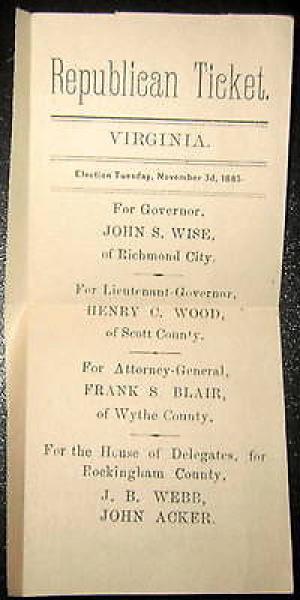 Republican Ticket.
VIRGINIA.
Election Tuesday, November 3d, 1885.
For Governor,
JOHN S. WISE,
of Richmond City.
For Lieutenant-Governor,
HENRY C. WOOD,
of Scott County.
For Attorney-General,
FRANK S BLAIR,
of Wythe County.
For the House of Delegates, for
Rockingham County,
J. B. WEBB,
JOHN ACKER.